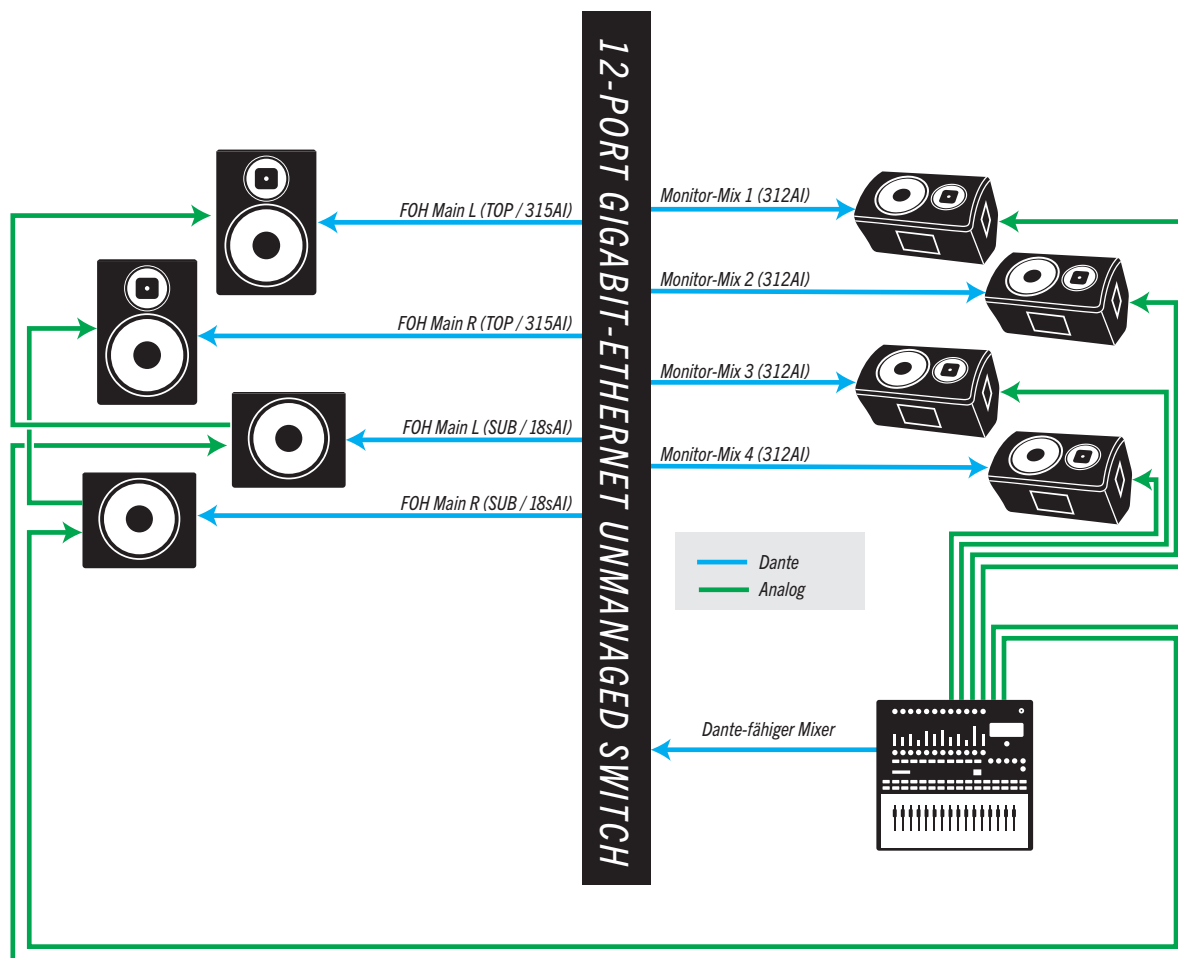 12-PORT GIGABIT-ETHERNET UNMANAGED SWITCH
FOH Main L (TOP / 315AI)
FOH Main R (TOP / 315AI)
FOH Main L (SUB / 18sAI)
FOH Main R (SUB / 18sAI)
Monitor-Mix 1 (312AI)
Monitor-Mix 2 (312AI)
Monitor-Mix 3 (312AI)
Monitor-Mix 4 (312AI)
Dante
Analog
Dante-fähiger Mixer